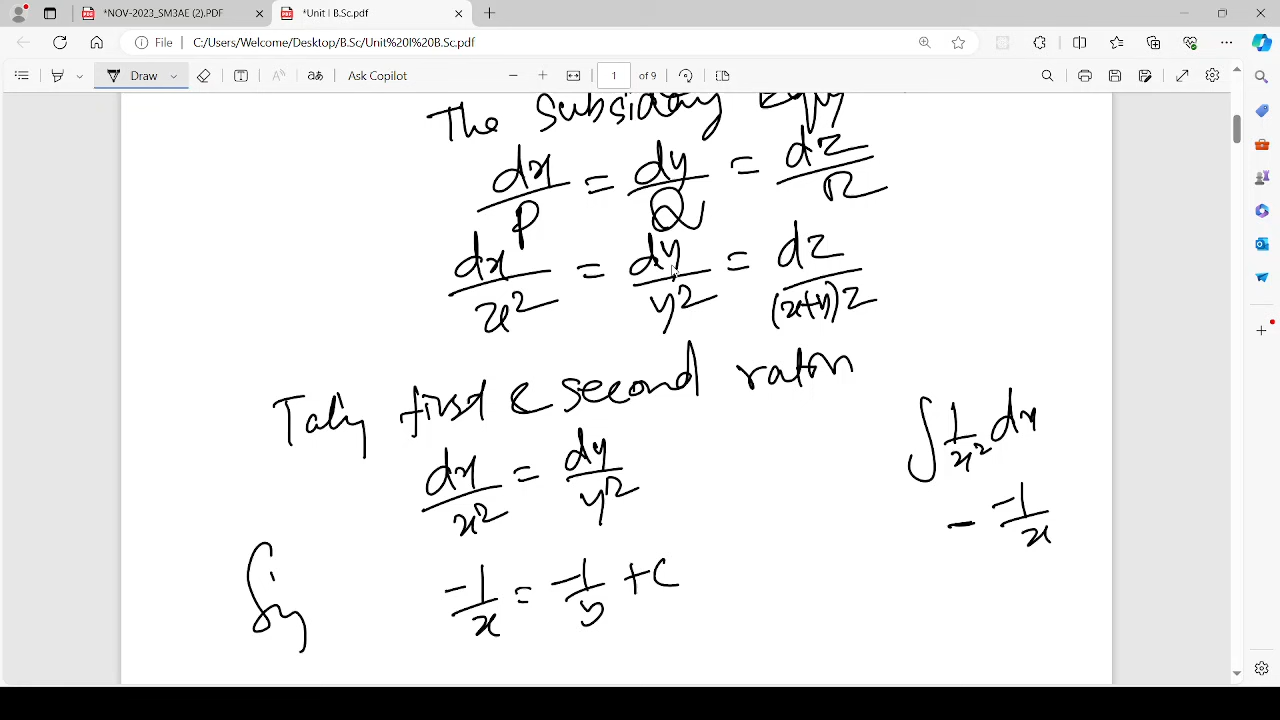 *NOV-2023_SM3AE (2).PDF
*Unit I B.Sc.pdf
File C:/Users/Welcome/Desktop/B.Sc/Unit%20I%20B.Sc.pdf
Draw Ask Copilot 1 of 9
The subsidiary
dx/P = dy/Q = dz/R
dx/x² = dy/y² = dz/(x+y)z
first & second
dx/x² = dy/y²
∫ 1/x² dx
- -1/x
-1/x = -1/y + c